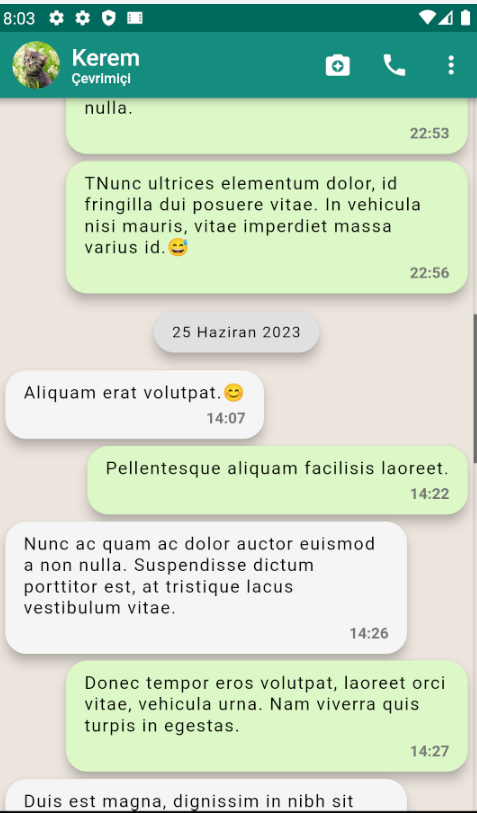 8:03
Kerem
Çevrimiçi
nulla.
22:53
TNunc ultrices elementum dolor, id
fringilla dui posuere vitae. In vehicula
nisi mauris, vitae imperdiet massa
varius id.😅
22:56
25 Haziran 2023
Aliquam erat volutpat.😊
14:07
Pellentesque aliquam facilisis laoreet.
14:22
Nunc ac quam ac dolor auctor euismod
a non nulla. Suspendisse dictum
porttitor est, at tristique lacus
vestibulum vitae.
14:26
Donec tempor eros volutpat, laoreet orci
vitae, vehicula urna. Nam viverra quis
turpis in egestas.
14:27
Duis est magna, dignissim in nibh sit